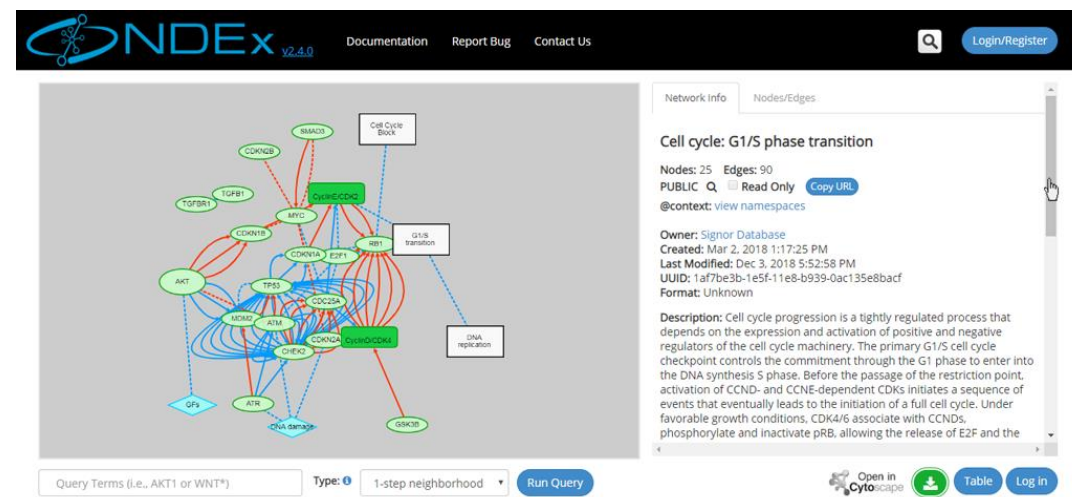 NDEx v2.4.0
Documentation Report Bug Contact Us
Login/Register
SMAD3
Cell Cycle
Block
CDKN2B
TGFB1
TGFBR1
CyclinE/CDK2
MYC
CDKN1B
G1/S
transition
RB1
CDKN1A
E2F1
AKT
TP53
CDC25A
MDM2
ATM
CDKN2A
CyclinD/CDK4
DNA
replication
CHEK2
GFs
ATR
DNA damage
GSK3B
Network Info Nodes/Edges
Cell cycle: G1/S phase transition
Nodes: 25 Edges: 90
PUBLIC Read Only Copy URL
@context: view namespaces
Owner: Signor Database
Created: Mar 2, 2018 1:17:25 PM
Last Modified: Dec 3, 2018 5:52:58 PM
UUID: 1af7be3b-1e5f-11e8-b939-0ac135e8bacf
Format: Unknown
Description: Cell cycle progression is a tightly regulated process that
depends on the expression and activation of positive and negative
regulators of the cell cycle machinery. The primary G1/S cell cycle
checkpoint controls the commitment through the G1 phase to enter into
the DNA synthesis S phase. Before the passage of the restriction point,
activation of CCND- and CCNE-dependent CDKs initiates a sequence of
events that eventually leads to the initiation of a full cell cycle. Under
favorable growth conditions, CDK4/6 associate with CCNDs,
phosphorylate and inactivate pRB, allowing the release of E2F and the
Query Terms (i.e., AKT1 or WNT*)
Type: 1-step neighborhood Run Query
Open in
Cytoscape
Table Log in